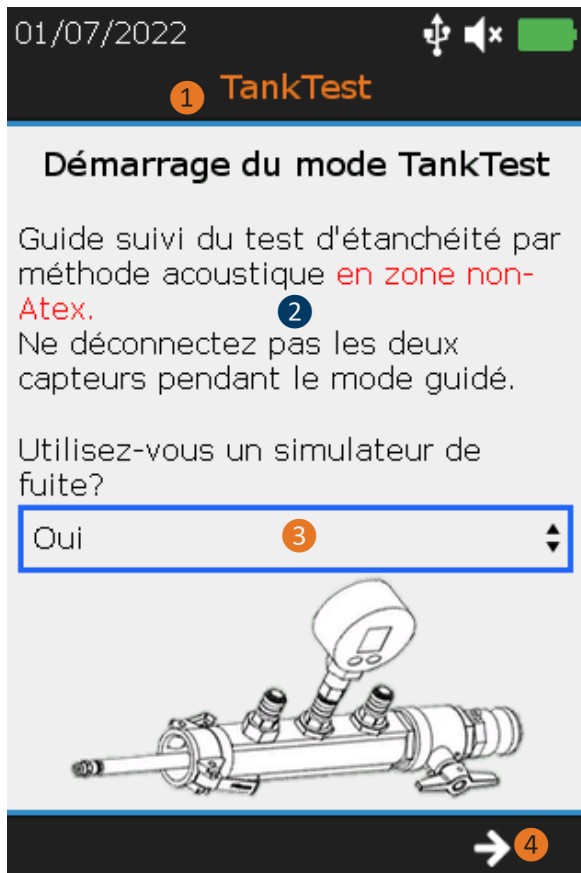 01/07/2022
1 TankTest
Démarrage du mode TankTest
Guide suivi du test d'étanchéité par
méthode acoustique en zone non-
Atex.
2
Ne déconnectez pas les deux
capteurs pendant le mode guidé.
Utilisez-vous un simulateur de
fuite?
Oui 3
4